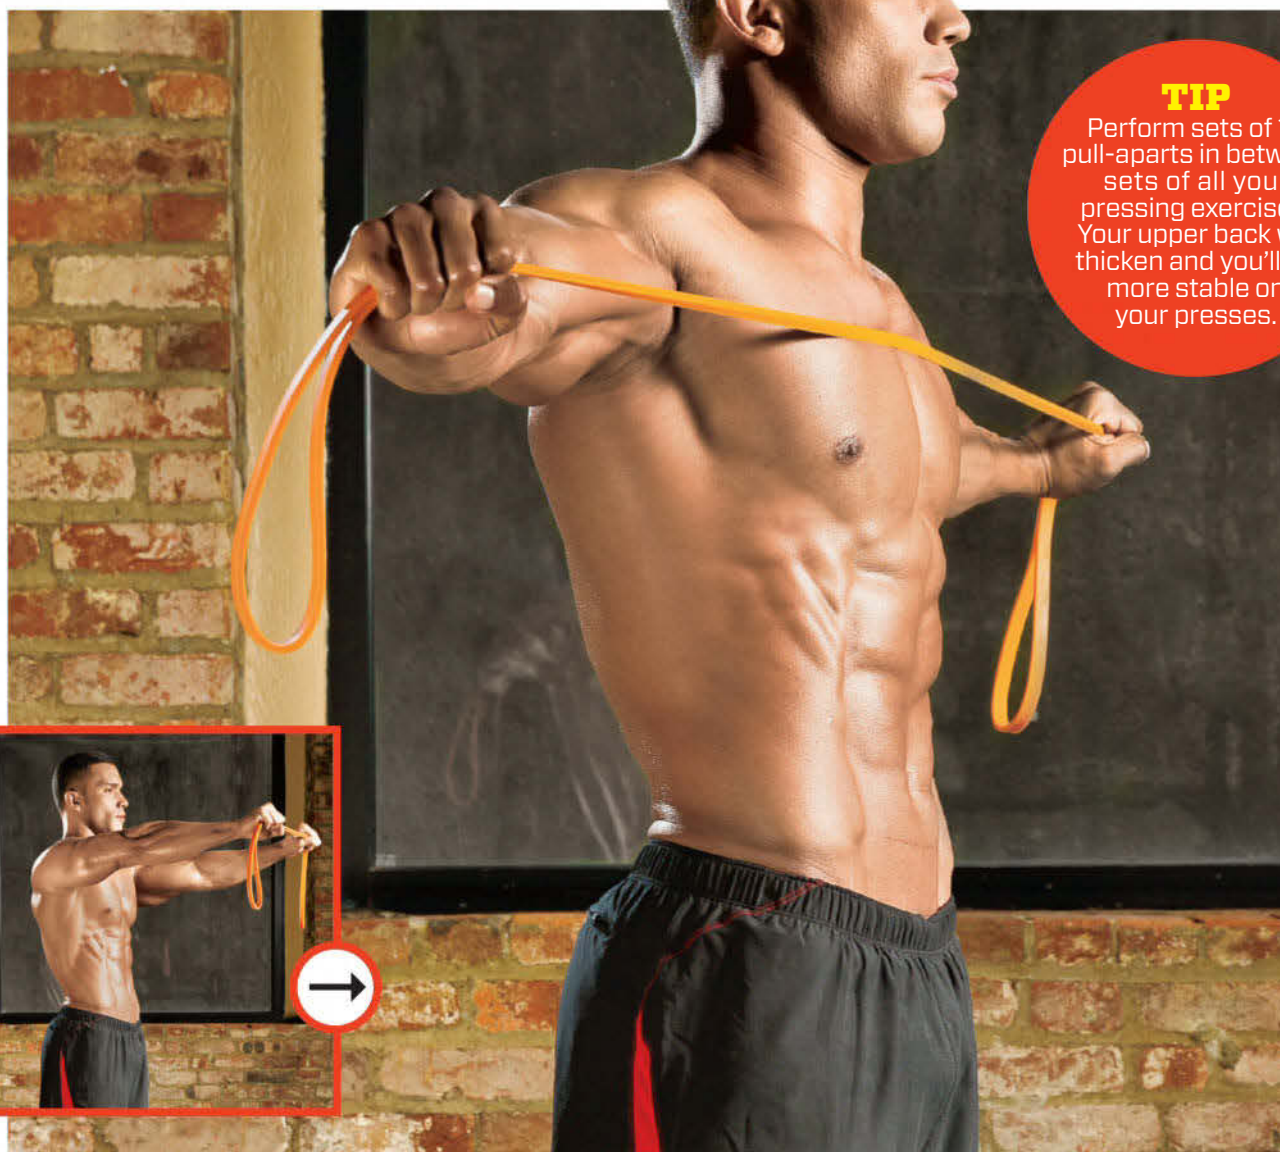 TIP
Perform sets of
pull-aparts in
sets of all
pressing
Your upper back
thicken and you'll
more stable on
your presses.